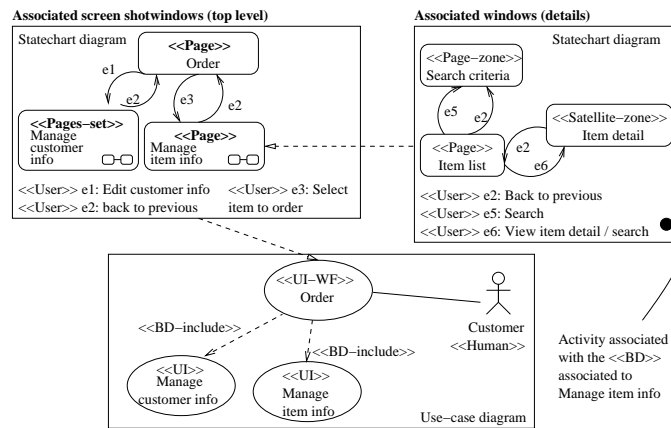 Associated screen shotwindows (top level)
Statechart diagram
<<Page>>
Order
e1
e2
e3
e2
<<Pages−set>>
Manage
customer
info
<<Page>>
Manage
item info
<<User>> e1: Edit customer info
<<User>> e2: back to previous
<<User>> e3: Select
item to order
Associated windows (details)
Statechart diagram
<<Page−zone>>
Search criteria
e5
e2
<<Satellite−zone>>
Item detail
e2
e6
<<Page>>
Item list
<<User>> e2: Back to previous
<<User>> e5: Search
<<User>> e6: View item detail / search
<<UI−WF>>
Order
<<BD−include>>
<<BD−include>>
<<UI>>
Manage
customer info
<<UI>>
Manage
item info
Customer
<<Human>>
Use−case diagram
Activity associated
with the <<BD>>
associated to
Manage item info